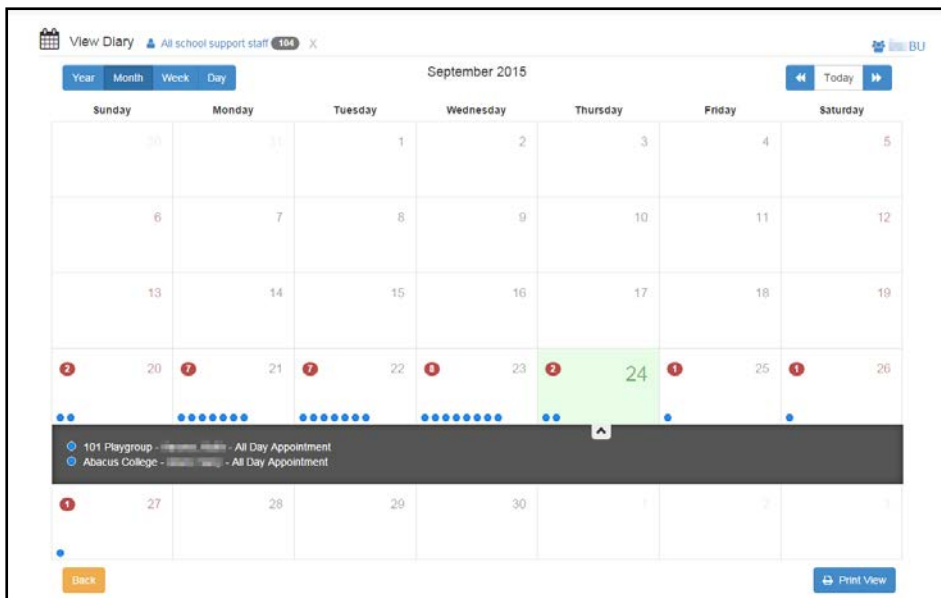 View Diary All school support staff 104 X BU
Year Month Week Day September 2015 Today
Sunday Monday Tuesday Wednesday Thursday Friday Saturday
30 31 1 2 3 4 5
6 7 8 9 10 11 12
13 14 15 16 17 18 19
2 20 7 21 7 22 8 23 2 24 1 25 1 26
101 Playgroup - - All Day Appointment
Abacus College - - All Day Appointment
1 27 28 29 30 1 2 3
Back Print View